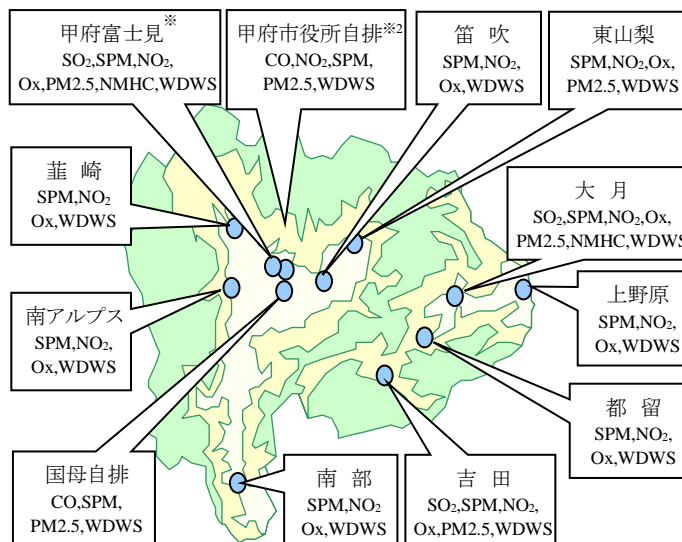 甲府富士見※
SO2,SPM,NO2,
Ox,PM2.5,NMHC,WDWS
甲府市役所自排※2
CO,NO2,SPM,
PM2.5,WDWS
笛 吹
SPM,NO2,
Ox,WDWS
東山梨
SPM,NO2,Ox,
PM2.5,WDWS
韮 崎
SPM,NO2
Ox,WDWS
大 月
SO2,SPM,NO2,Ox,
PM2.5,NMHC,WDWS
南アルプス
SPM,NO2,
Ox,WDWS
上野原
SPM,NO2,
Ox,WDWS
都 留
SPM,NO2,
Ox,WDWS
国母自排
CO,SPM,
PM2.5,WDWS
南 部
SPM,NO2
Ox,WDWS
吉 田
SO2,SPM,NO2,
Ox,PM2.5,WDWS